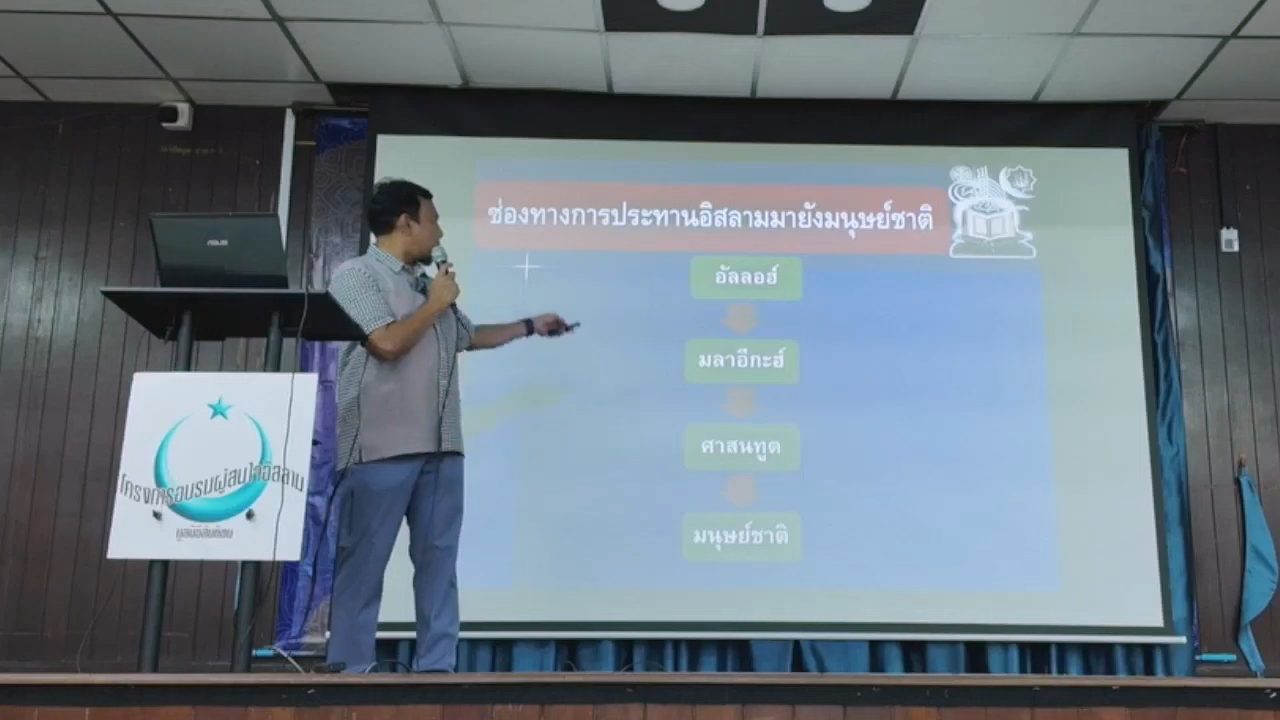 ช่องทางการประทานอิสลามมายังมนุษย์ชาติ
อัลลอฮ์
มลาอีกะฮ์
ศาสนทูต
มนุษย์ชาติ
ASUS
โครงการอบรมผู้สนใจอิสลาม